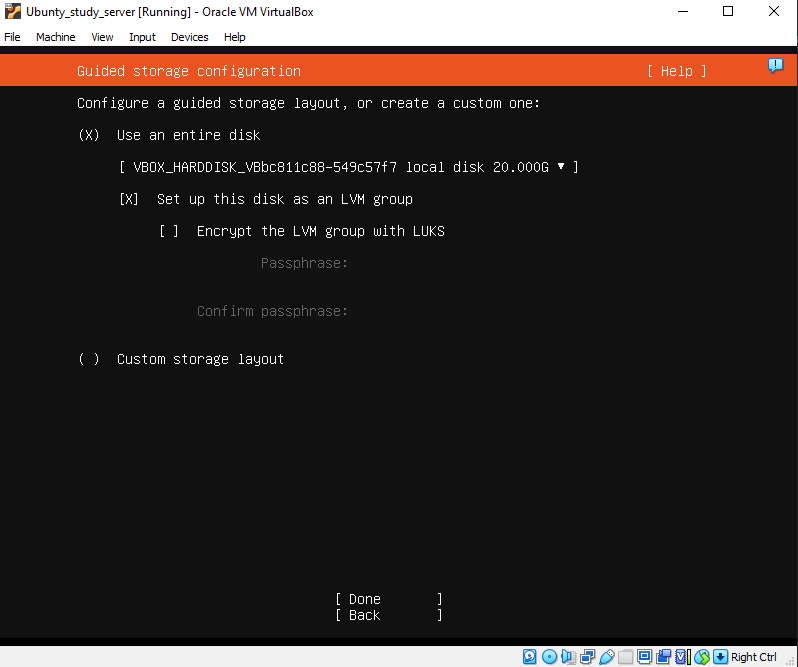 Ubunty_study_server [Running] - Oracle VM VirtualBox
File Machine View Input Devices Help
Guided storage configuration [ Help ]
Configure a guided storage layout, or create a custom one:
(X) Use an entire disk
[ VBOX_HARDDISK_VBbc811c88-549c57f7 local disk 20.000G ▾ ]
[X] Set up this disk as an LVM group
[ ] Encrypt the LVM group with LUKS
Passphrase:
Confirm passphrase:
( ) Custom storage layout
[ Done ]
[ Back ]
Right Ctrl